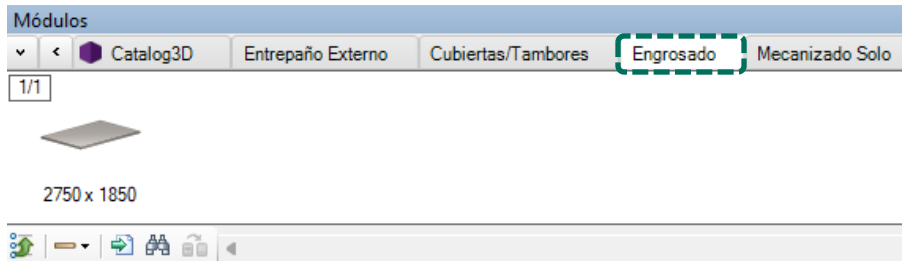 Módulos
Catalog3D Entrepaño Externo Cubiertas/Tambores Engrosado Mecanizado Solo
1/1
2750 x 1850